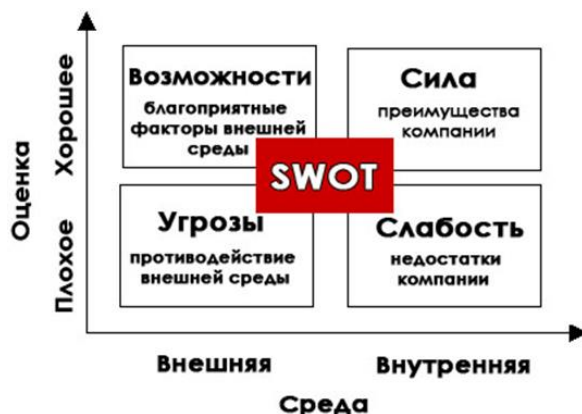 Оценка
Хорошее
Плохое
Возможности
благоприятные
факторы внешней
среды
Сила
преимущества
компании
SWOT
Угрозы
противодействие
внешней среды
Слабость
недостатки
компании
Внешняя
Внутренняя
Среда